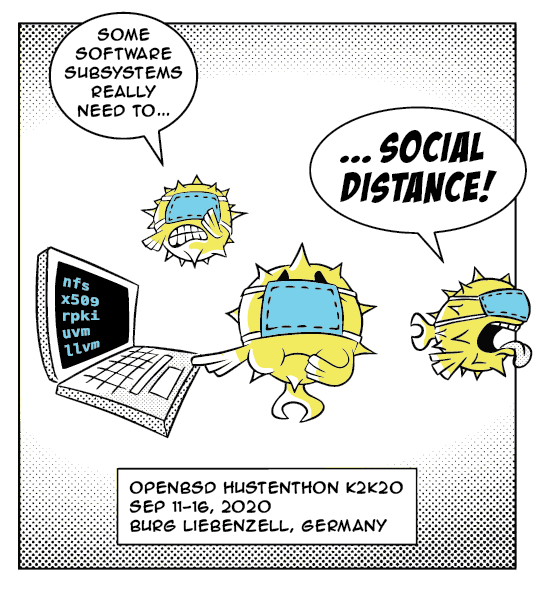 SOME
SOFTWARE
SUBSYSTEMS
REALLY
NEED TO...
... SOCIAL
DISTANCE!
nfs
x509
rpki
uvm
llvm
OPENBSD HUSTENTHON K2K20
SEP 11-16, 2020
BURG LIEBENZELL, GERMANY